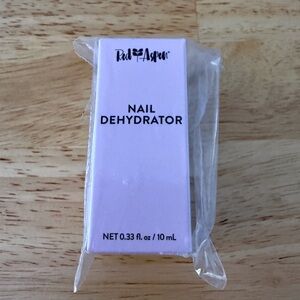 Red Aspen
NAIL
DEHYDRATOR
NET 0.33 fl. oz / 10 mL